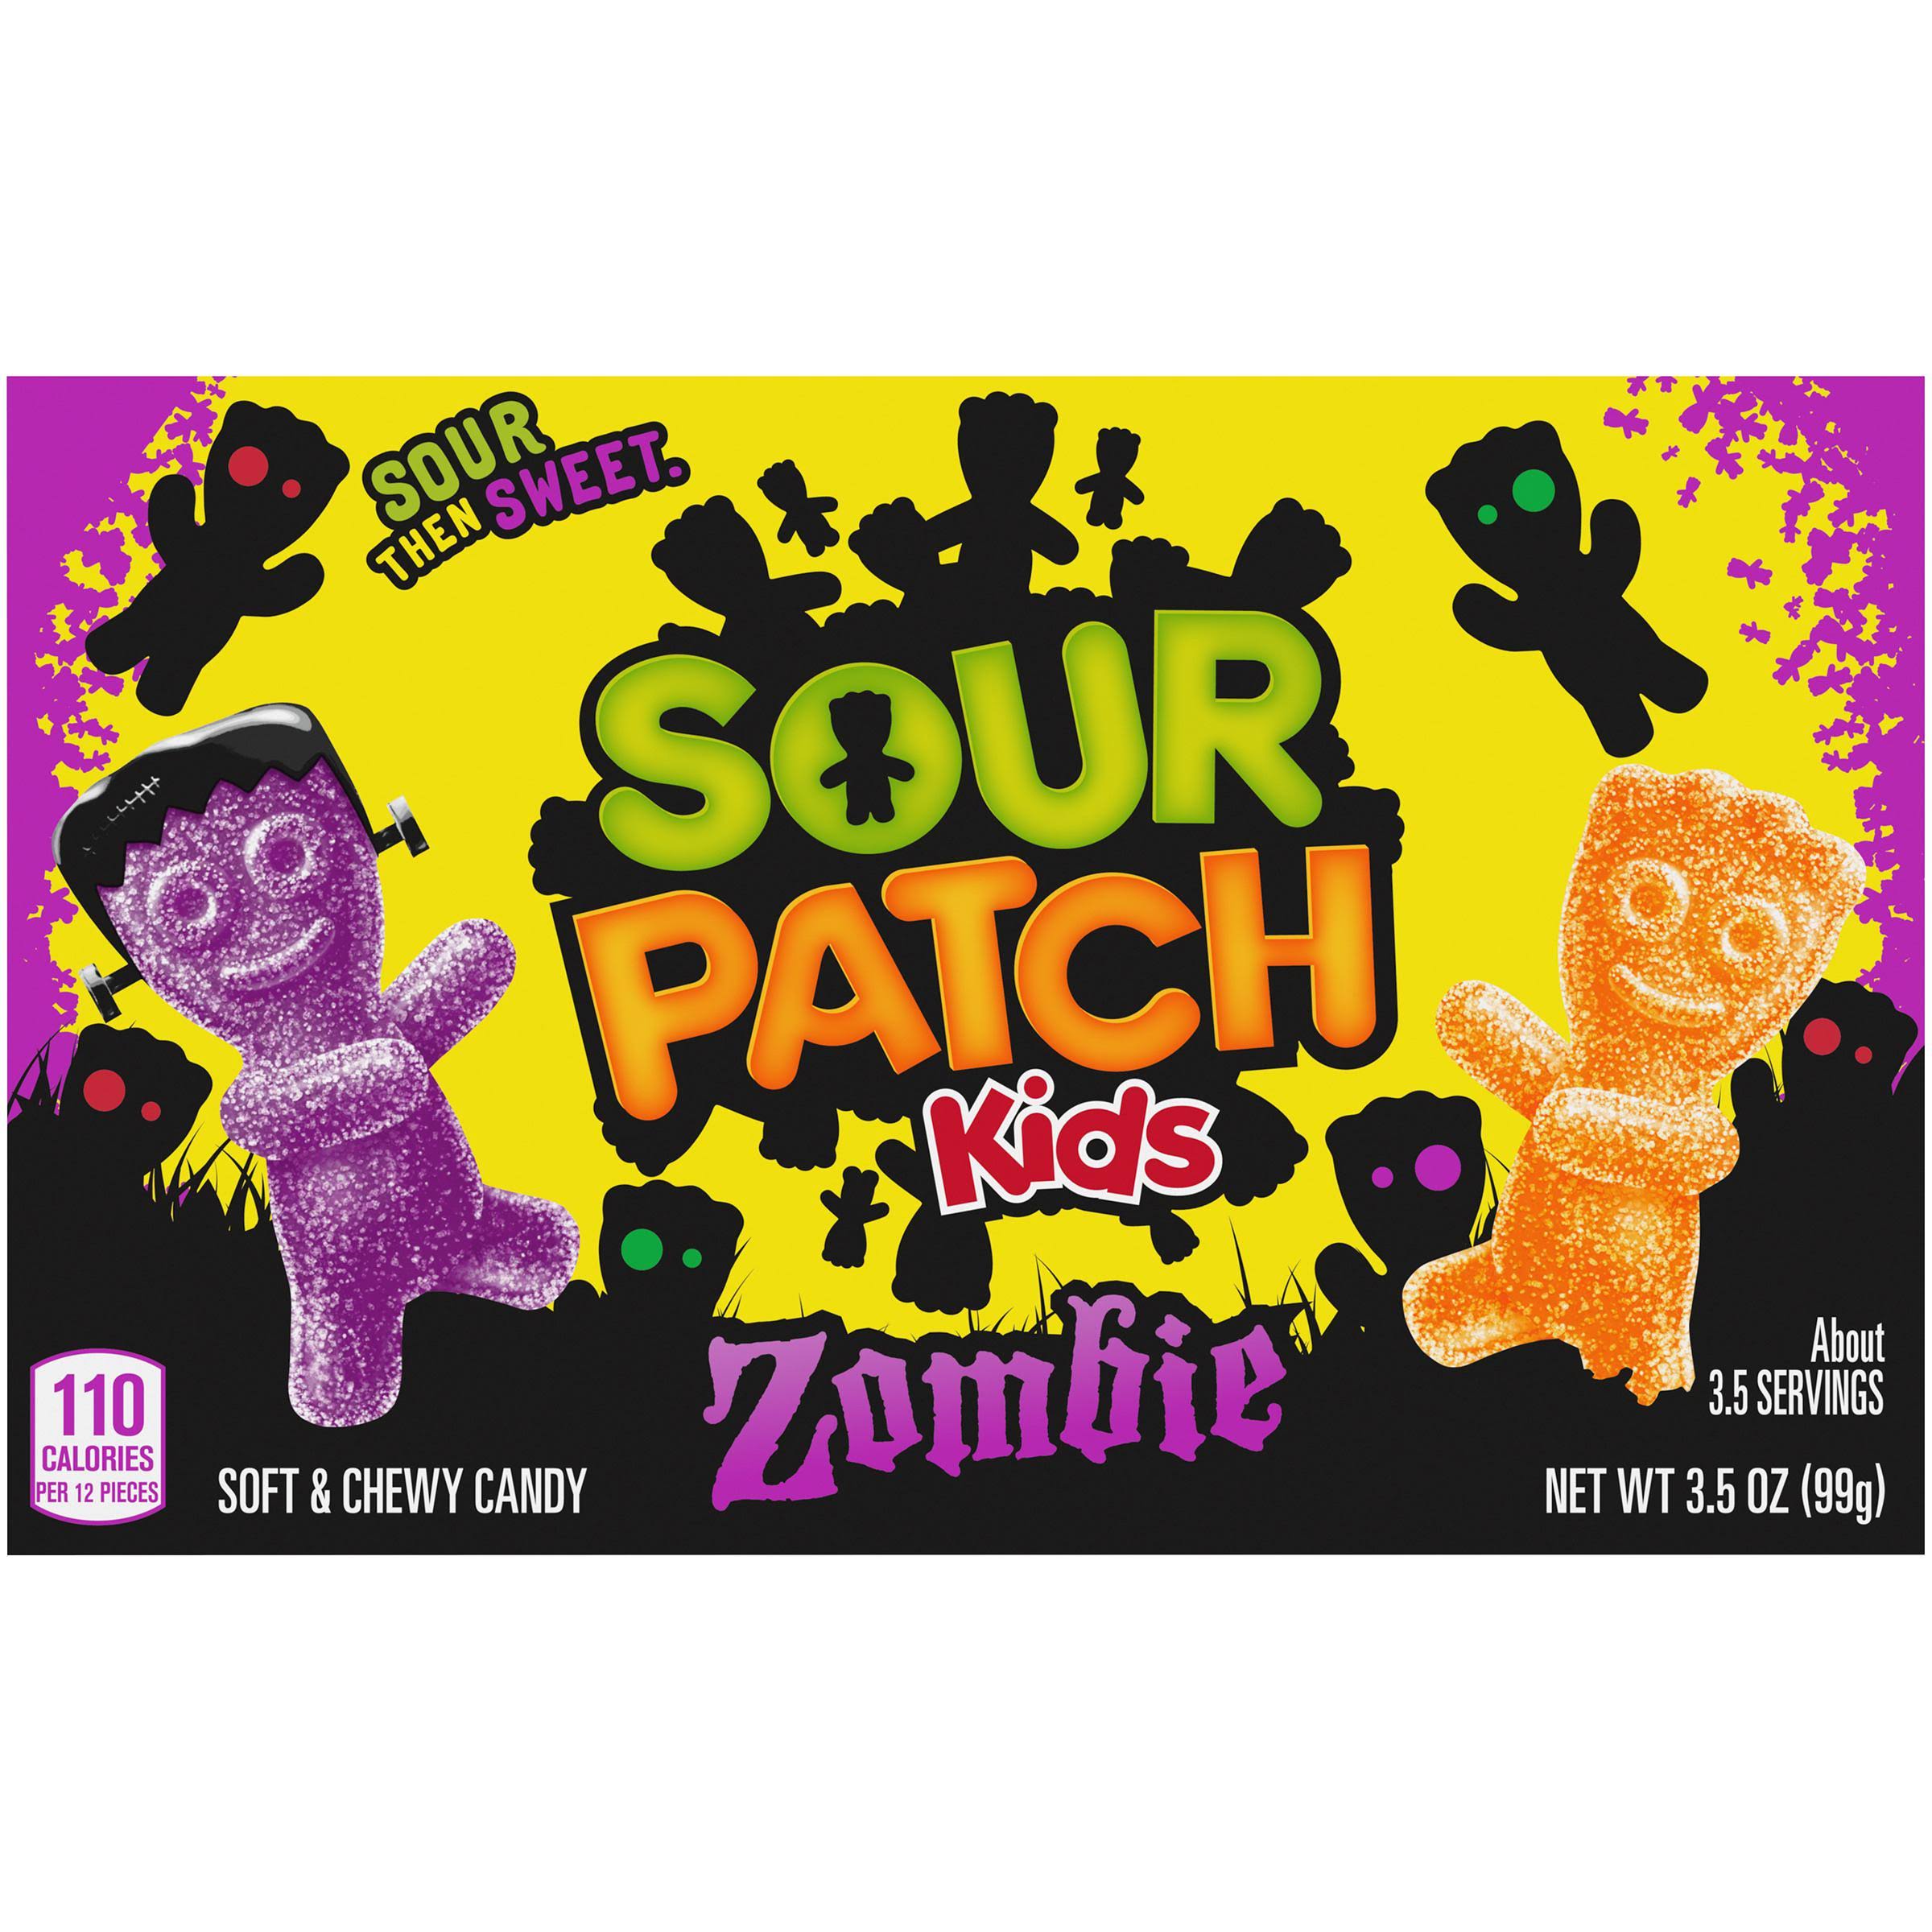 SOUR
THEN SWEET.
SOUR
PATCH
Kids
Zombie
110
CALORIES
PER 12 PIECES
SOFT & CHEWY CANDY
About
3.5 SERVINGS
NET WT 3.5 OZ (99g)